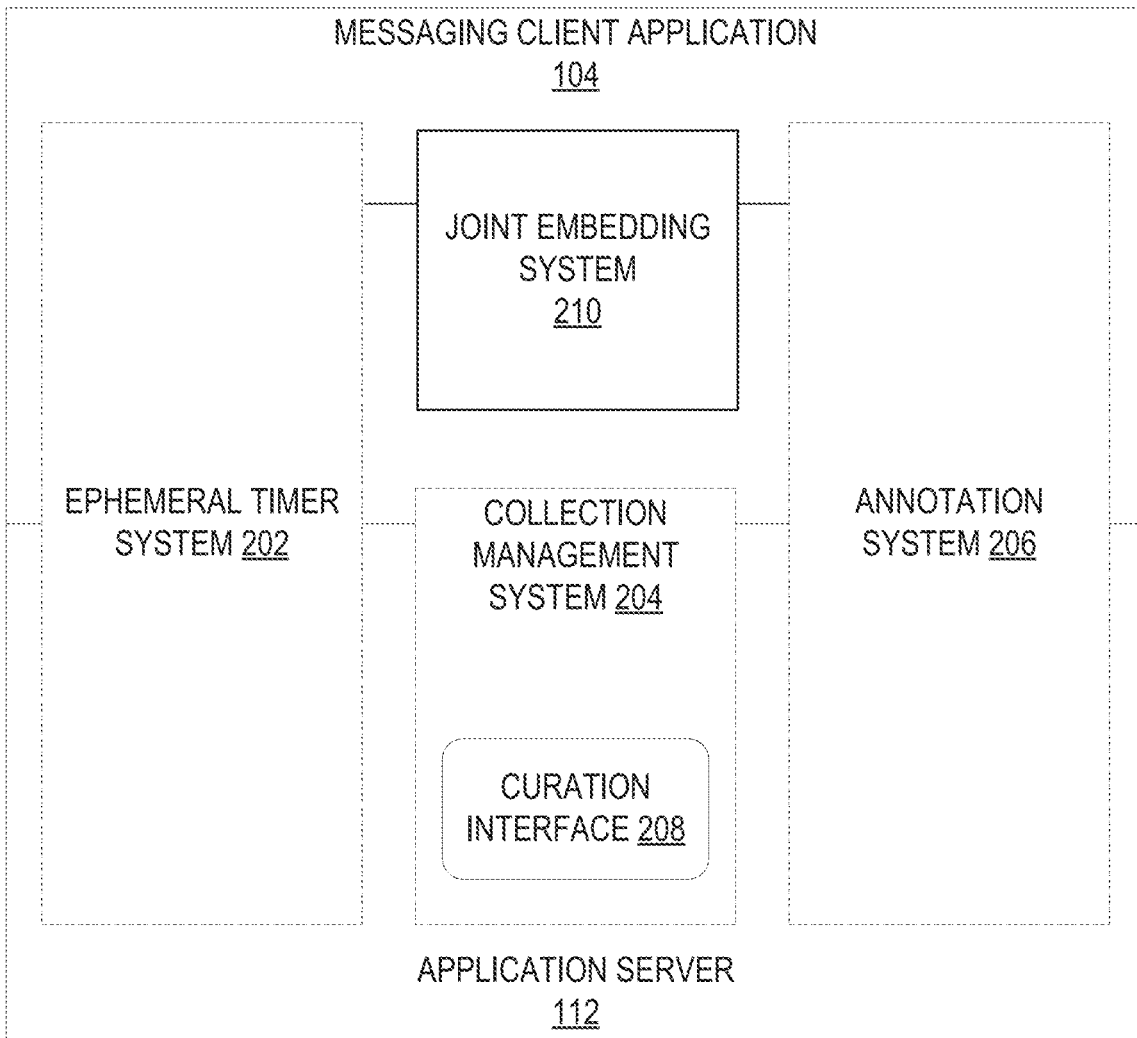 MESSAGING CLIENT APPLICATION
104
JOINT EMBEDDING
SYSTEM
210
EPHEMERAL TIMER
SYSTEM 202
COLLECTION
MANAGEMENT
SYSTEM 204
ANNOTATION
SYSTEM 206
CURATION
INTERFACE 208
APPLICATION SERVER
112